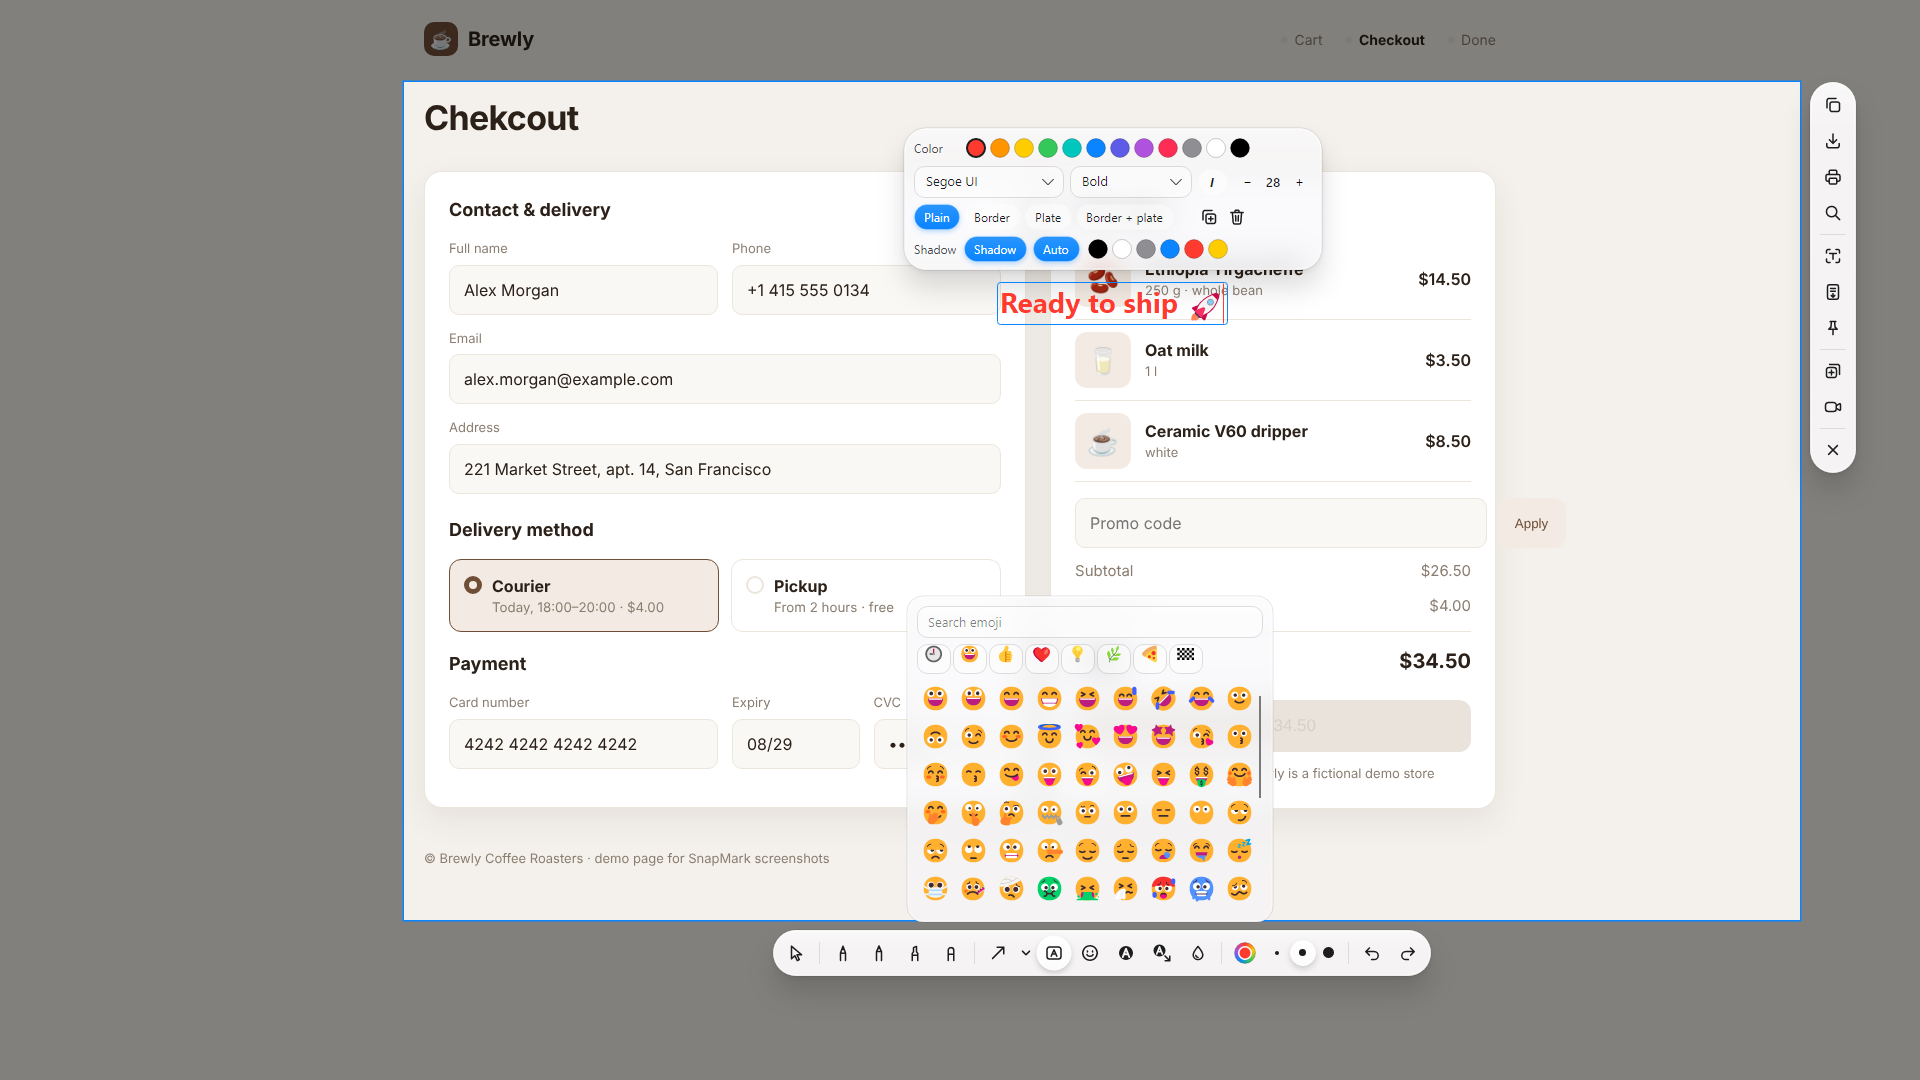 Brewly
Cart
Checkout
Done
Chekcout
Color
Segoe UI
Bold
I
− 28 +
Plain
Border
Plate
Border + plate
Shadow
Shadow
Auto
Contact & delivery
Full name
Phone
Alex Morgan
+1 415 555 0134
Email
alex.morgan@example.com
Address
221 Market Street, apt. 14, San Francisco
Delivery method
Courier
Today, 18:00–20:00 · $4.00
Pickup
From 2 hours · free
Payment
Card number
Expiry
CVC
4242 4242 4242 4242
08/29
Ethiopia Yirgacheffe
250 g · whole bean
$14.50
Ready to ship 🚀
Oat milk
1 l
$3.50
Ceramic V60 dripper
white
$8.50
Promo code
Apply
Subtotal
$26.50
$4.00
$34.50
34.50
ly is a fictional demo store
Search emoji
© Brewly Coffee Roasters · demo page for SnapMark screenshots